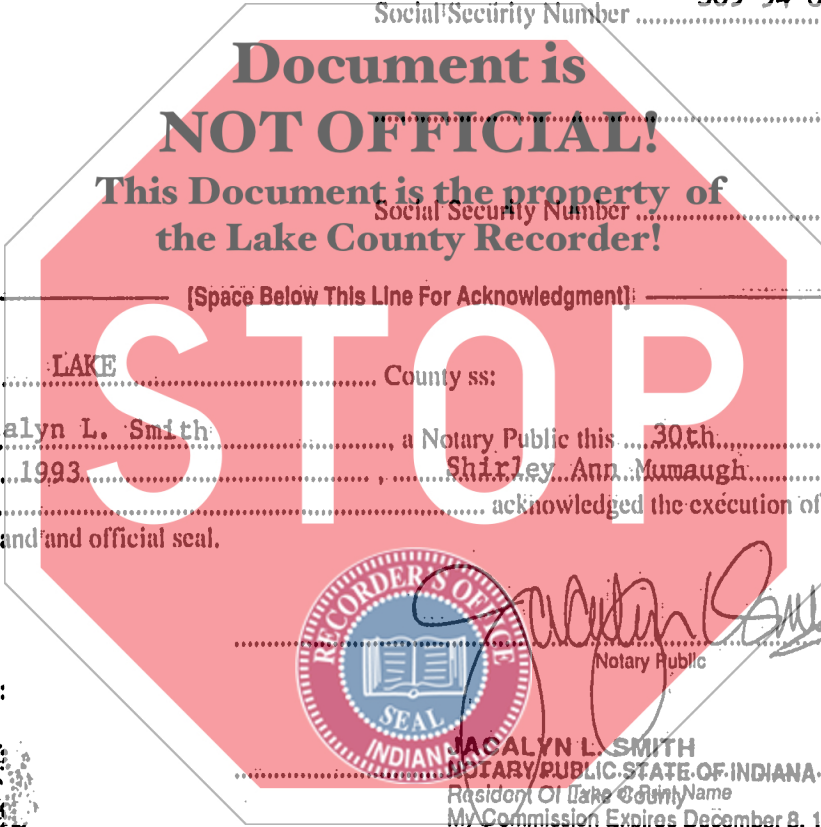 Social Security Number
Document is
NOT OFFICIAL!
This Document is the property of
Social Security Number
the Lake County Recorder!
[Space Below This Line For Acknowledgment]
STOP
LAKE County ss:
alyn L. Smith, a Notary Public this 30th
1993, Shirley Ann Mumaugh
acknowledged the execution of
and and official seal.
RECORDER'S OFFICE
SEAL
INDIANA
Jacalyn L. Smi
Notary Public
JACALYN L. SMITH
NOTARY PUBLIC STATE OF INDIANA
Resident Of Lake County
Type or Print Name
My Commission Expires December 8, 1